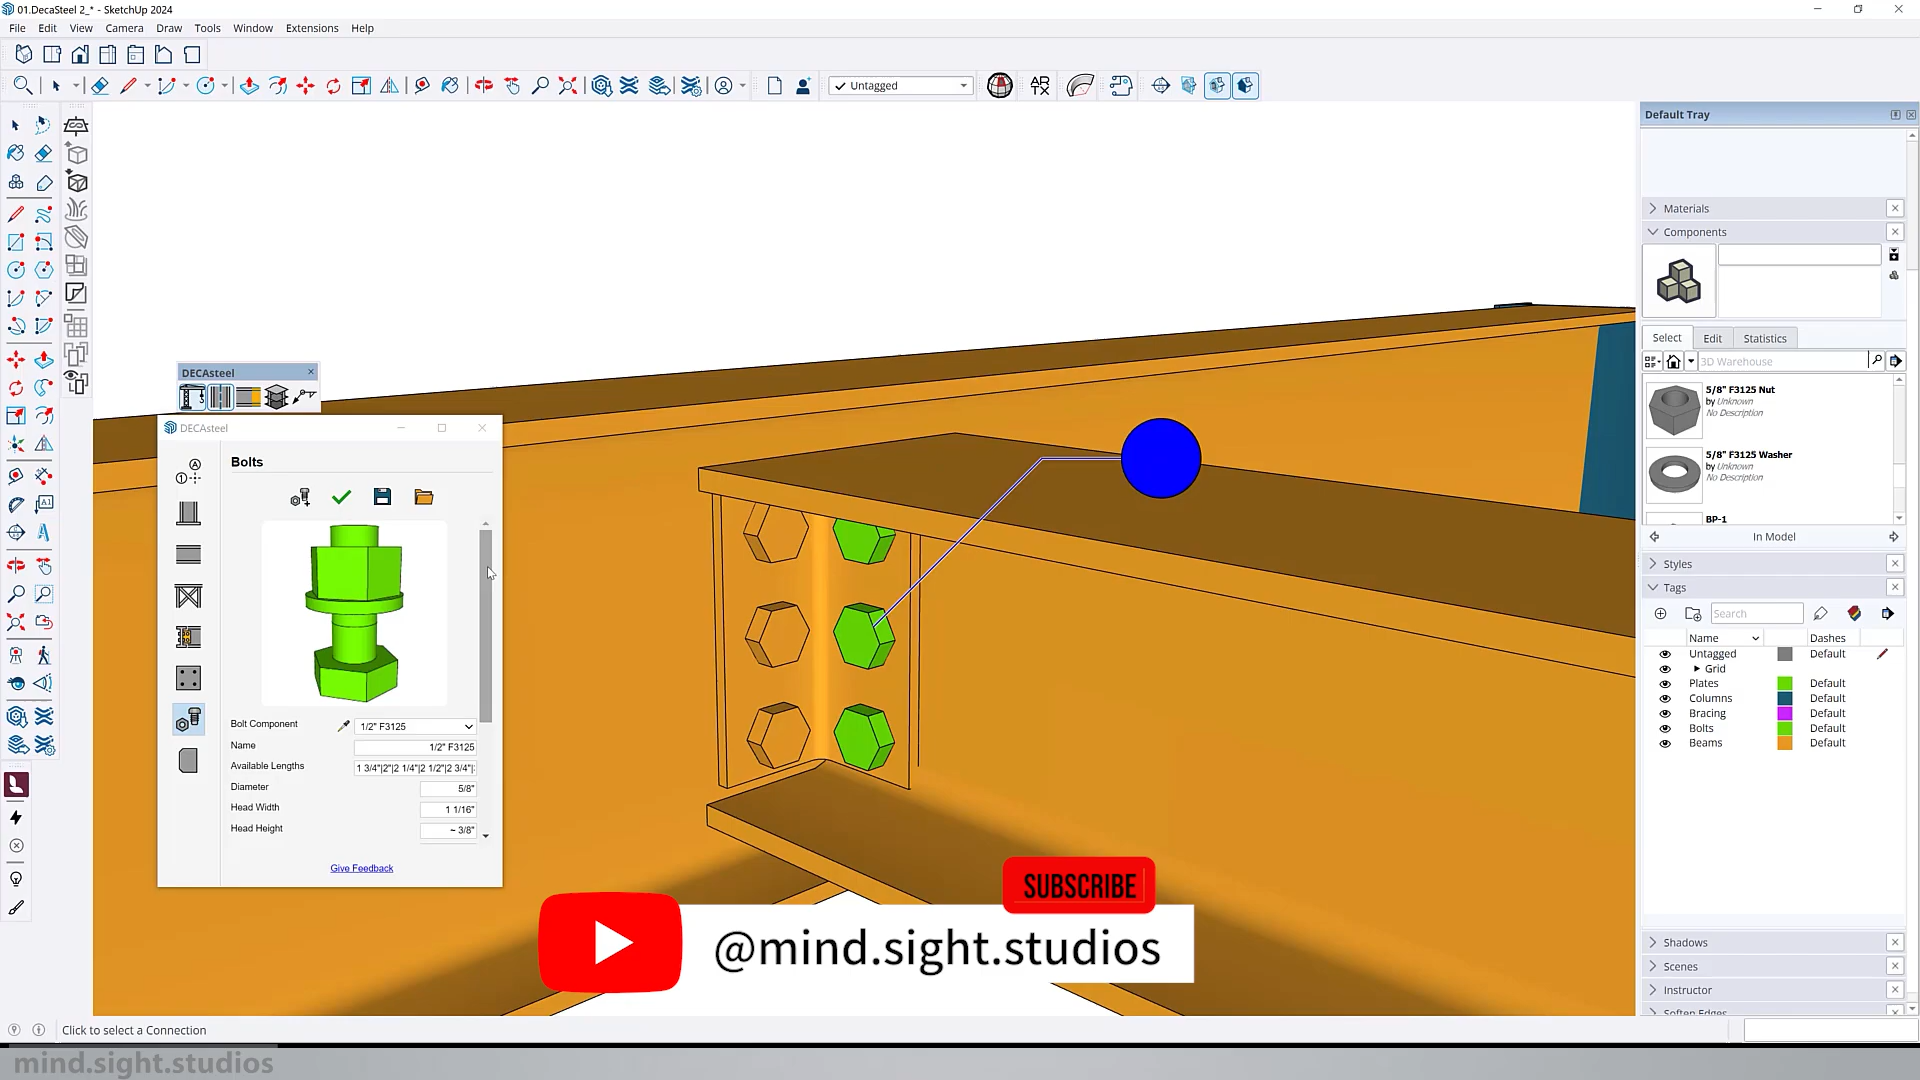 01.DecaSteel 2_* - SketchUp 2024
File Edit View Camera Draw Tools Window Extensions Help
Untagged
AR
TX
Default Tray
Materials
Components
Select Edit Statistics
3D Warehouse
5/8" F3125 Nut
by Unknown
No Description
5/8" F3125 Washer
by Unknown
No Description
BP-1
In Model
Styles
Tags
Search
Name Dashes
Untagged Default
Grid
Plates Default
Columns Default
Bracing Default
Bolts Default
Beams Default
Shadows
Scenes
Instructor
Soften Edges
DECAsteel
DECAsteel
Bolts
Bolt Component 1/2" F3125
Name 1/2" F3125
Available Lengths 1 3/4"|2"|2 1/4"|2 1/2"|2 3/4"|
Diameter 5/8"
Head Width 1 1/16"
Head Height ~ 3/8"
Give Feedback
SUBSCRIBE
@mind.sight.studios
Click to select a Connection
mind.sight.studios